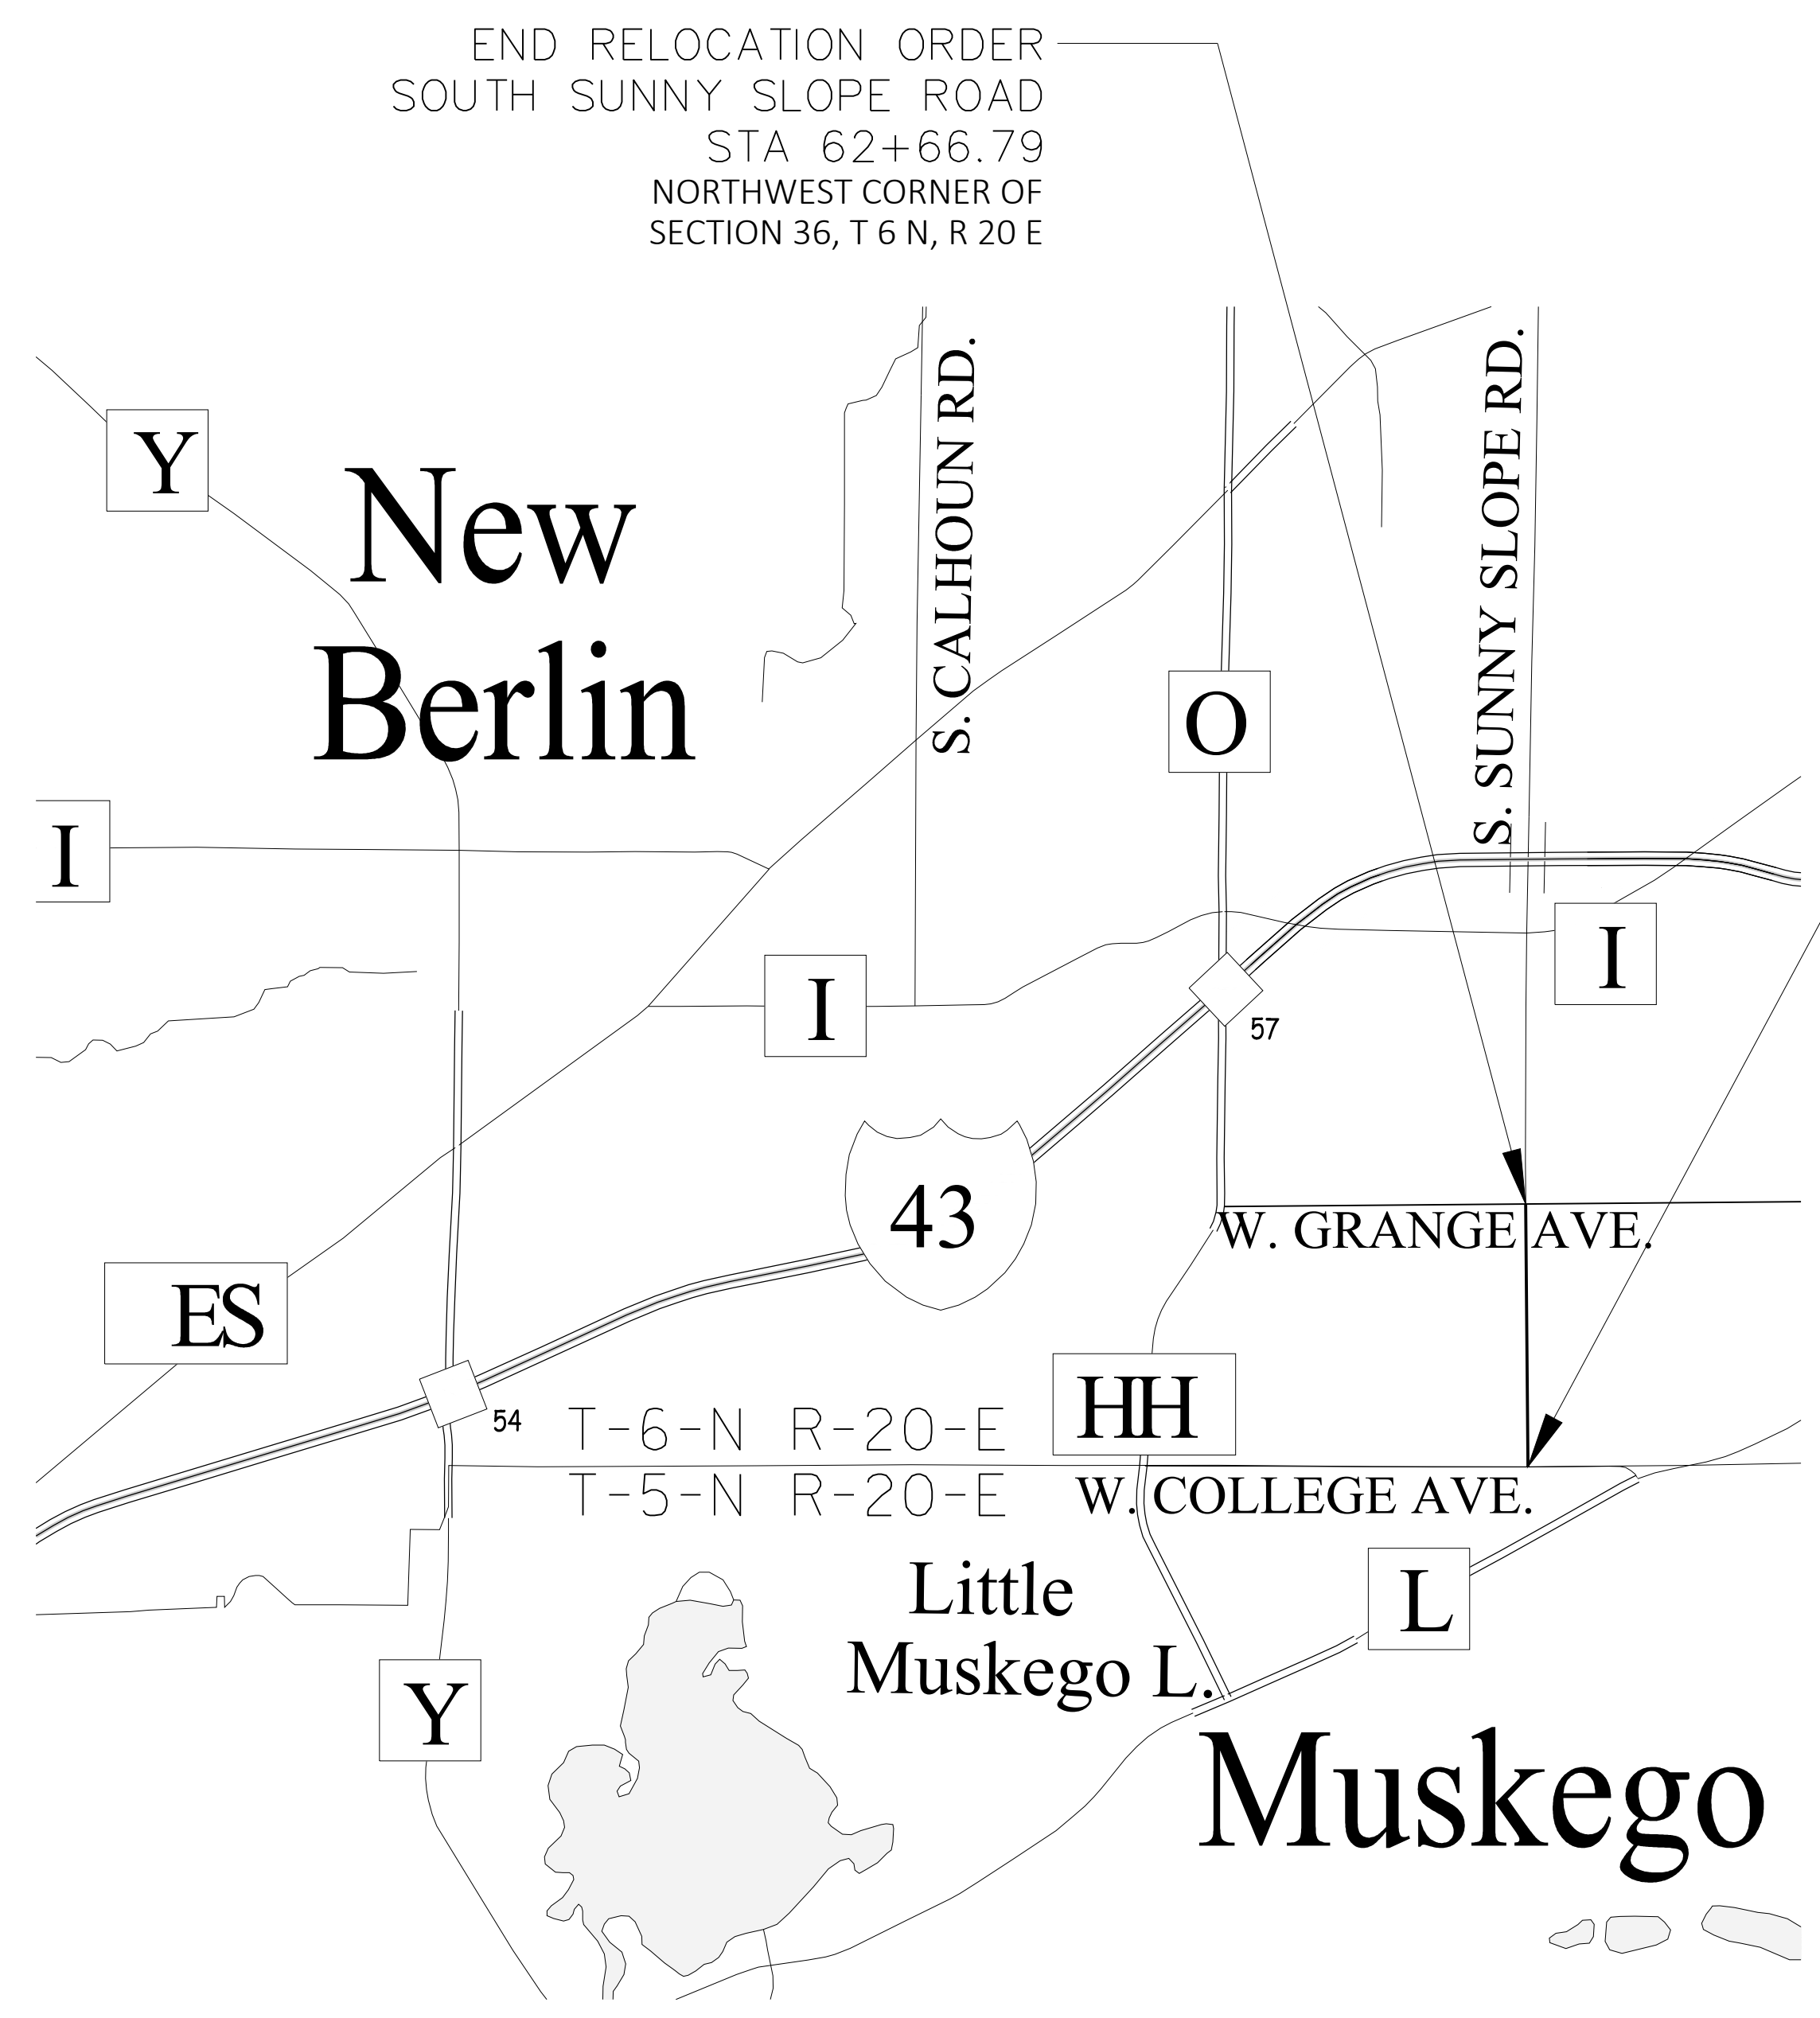 END RELOCATION ORDER
SOUTH SUNNY SLOPE ROAD
STA 62+66.79
NORTHWEST CORNER OF
SECTION 36, T 6 N, R 20 E
S. CALHOUN RD.
S. SUNNY SLOPE RD.
Y
New
Berlin
O
I
I
I
57
43
W. GRANGE AVE.
ES
HH
54
T-6-N R-20-E
T-5-N R-20-E
W. COLLEGE AVE.
Little
Muskego L.
L
Y
Muskego